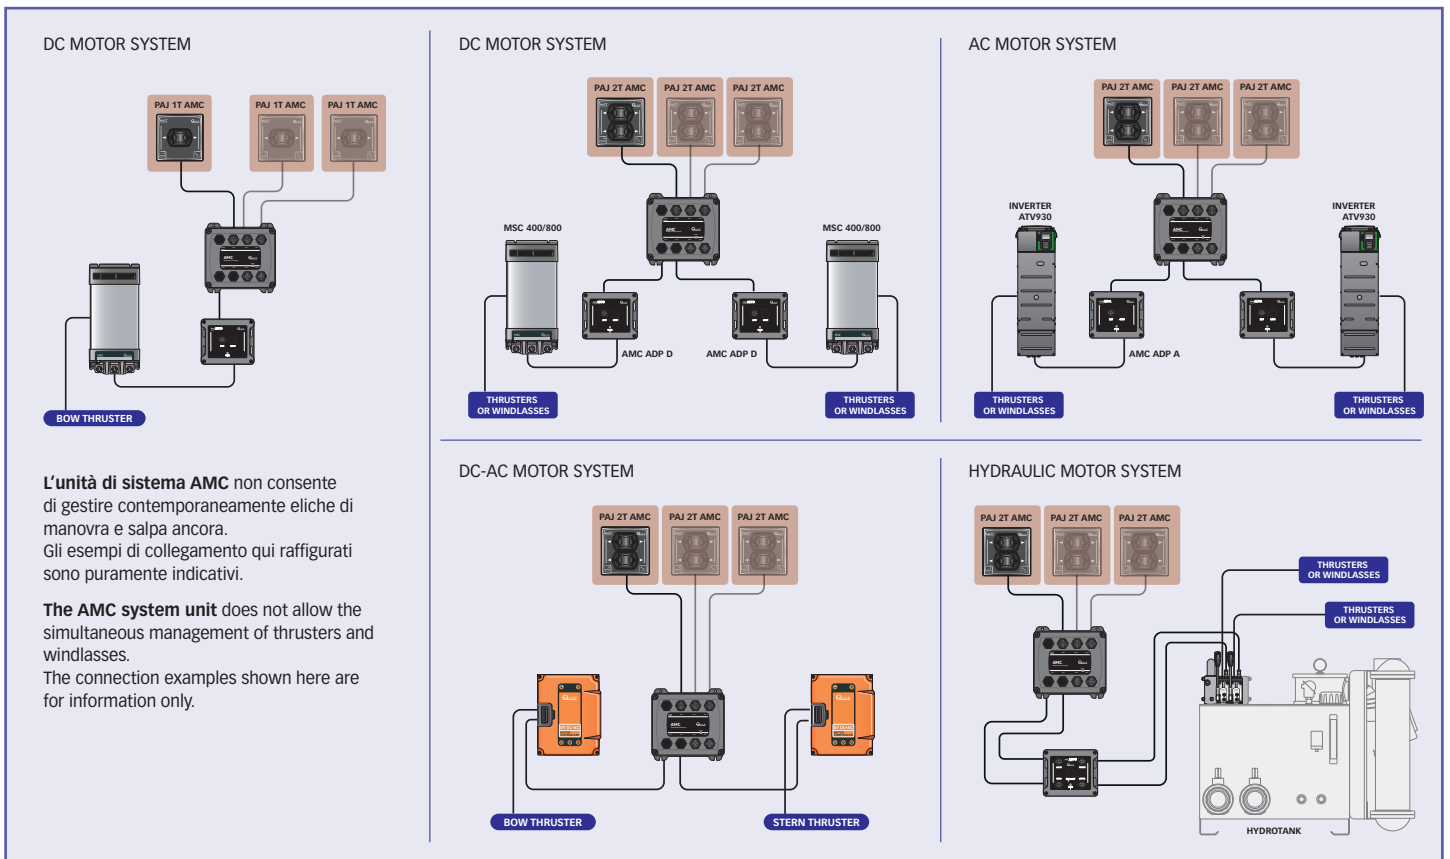 DC MOTOR SYSTEM
PAJ 1T AMC
PAJ 1T AMC
PAJ 1T AMC
AMC
BOW THRUSTER
L'unità di sistema AMC non consente
di gestire contemporaneamente eliche di
manovra e salpa ancora.
Gli esempi di collegamento qui raffigurati
sono puramente indicativi.
The AMC system unit does not allow the
simultaneous management of thrusters and
windlasses.
The connection examples shown here are
for information only.
DC MOTOR SYSTEM
PAJ 2T AMC
PAJ 2T AMC
PAJ 2T AMC
AMC
MSC 400/800
MSC 400/800
AMC ADP D
AMC ADP D
THRUSTERS
OR WINDLASSES
THRUSTERS
OR WINDLASSES
AC MOTOR SYSTEM
PAJ 2T AMC
PAJ 2T AMC
PAJ 2T AMC
AMC
INVERTER
ATV930
INVERTER
ATV930
AMC ADP A
THRUSTERS
OR WINDLASSES
THRUSTERS
OR WINDLASSES
DC-AC MOTOR SYSTEM
PAJ 2T AMC
PAJ 2T AMC
PAJ 2T AMC
AMC
BOW THRUSTER
STERN THRUSTER
HYDRAULIC MOTOR SYSTEM
PAJ 2T AMC
PAJ 2T AMC
PAJ 2T AMC
AMC
THRUSTERS
OR WINDLASSES
THRUSTERS
OR WINDLASSES
HYDROTANK